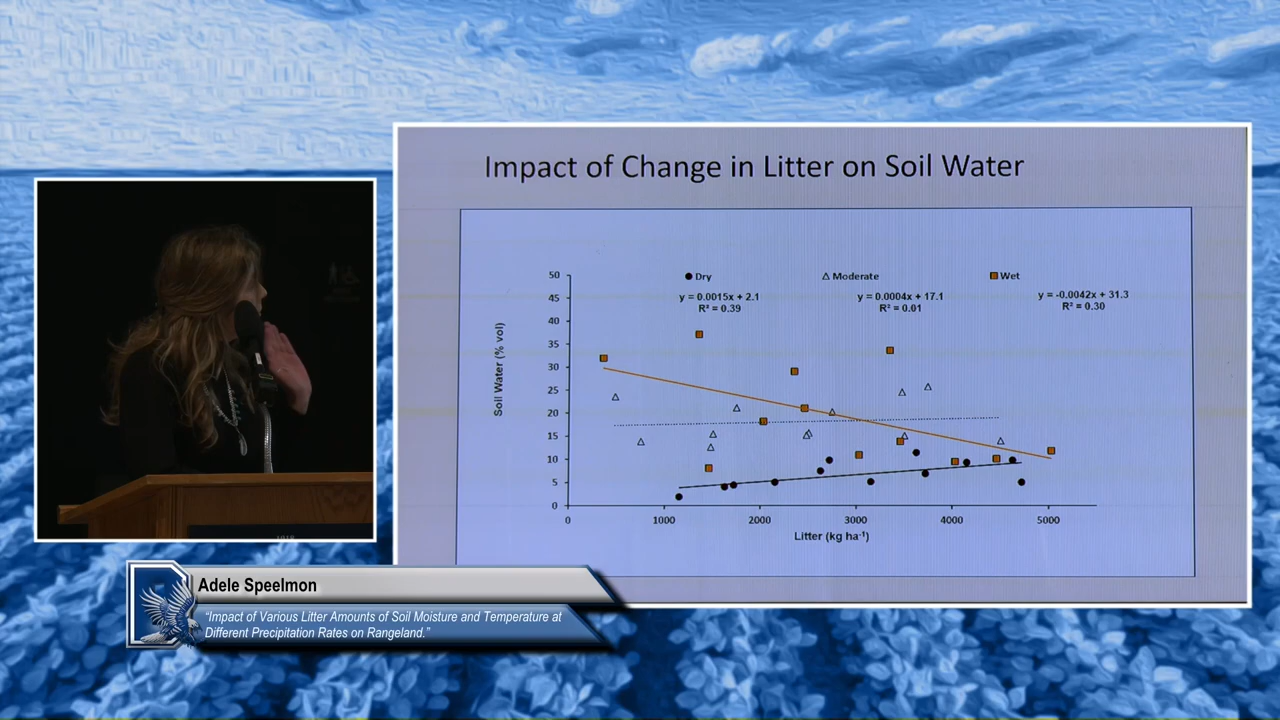 Impact of Change in Litter on Soil Water
50
45
40
35
30
25
20
15
10
5
0
Soil Water (% vol)
Dry
Moderate
Wet
y = 0.0015x + 2.1
R² = 0.39
y = 0.0004x + 17.1
R² = 0.01
y = -0.0042x + 31.3
R² = 0.30
0
1000
2000
3000
4000
5000
Litter (kg ha⁻¹)
Adele Speelmon
“Impact of Various Litter Amounts of Soil Moisture and Temperature at
Different Precipitation Rates on Rangeland.”